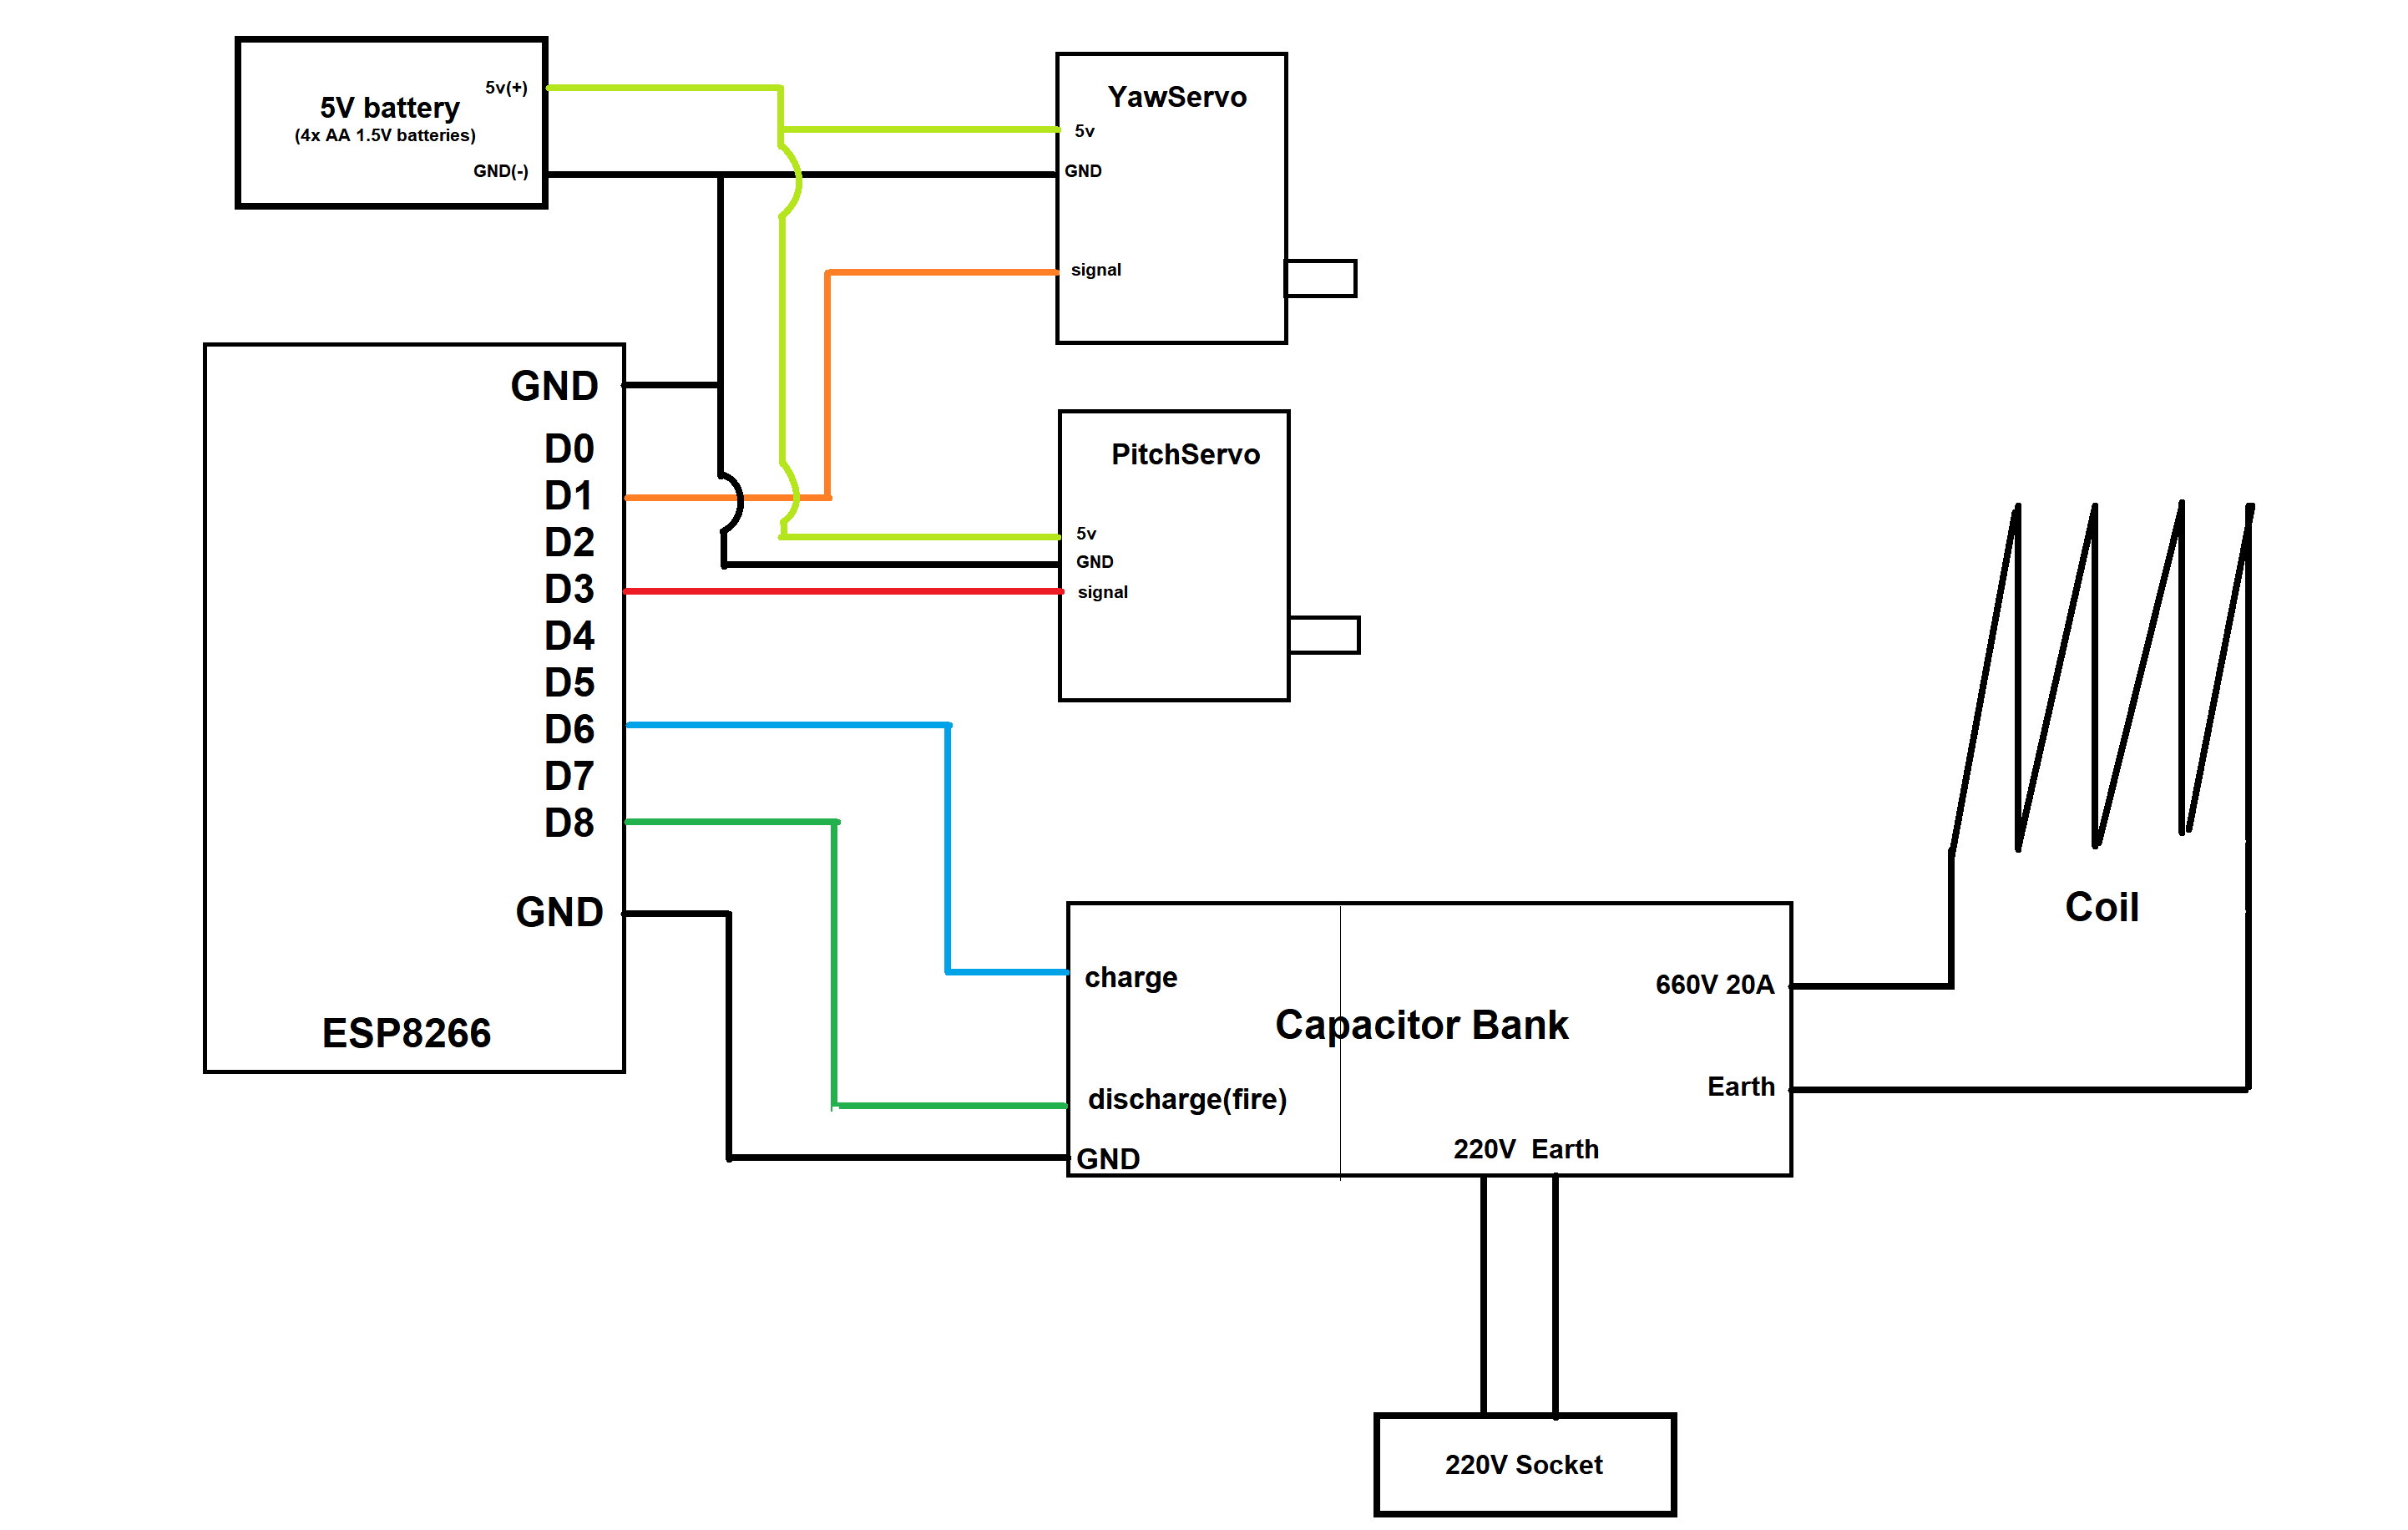 5V battery
(4x AA 1.5V batteries)
5v(+)
GND(-)
YawServo
5v
GND
signal
GND
D0
D1
D2
D3
D4
D5
D6
D7
D8
GND
ESP8266
PitchServo
5v
GND
signal
Coil
charge
discharge(fire)
GND
Capacitor Bank
660V 20A
Earth
220V Earth
220V Socket